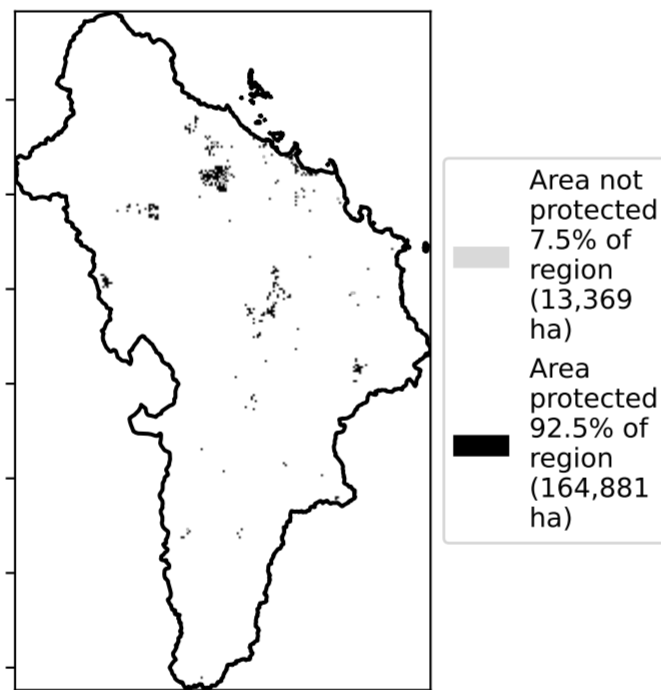 Area not
protected
7.5% of
region
(13,369
ha)
Area
protected
92.5% of
region
(164,881
ha)